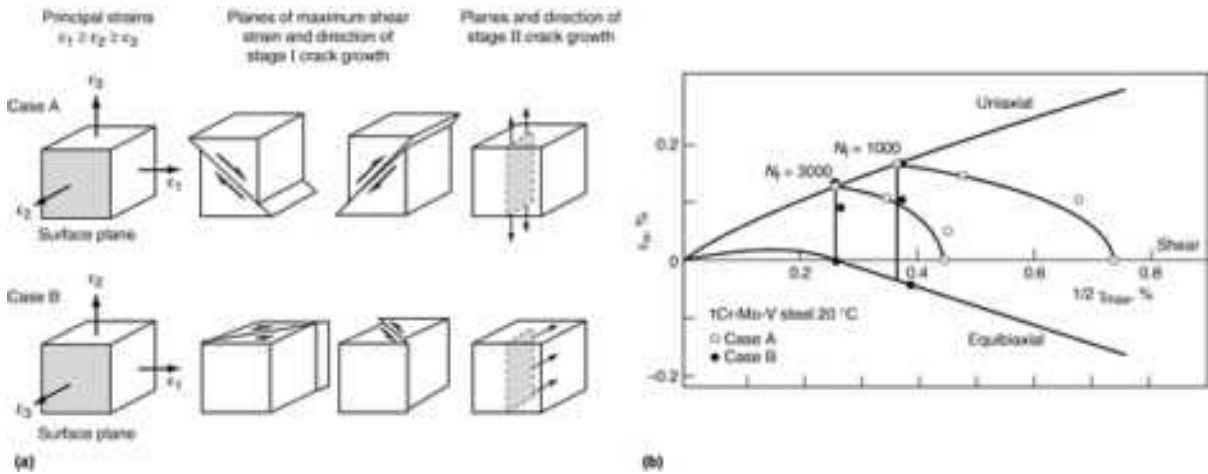 Principal strains
ε1 ≥ ε2 ≥ ε3
Planes of maximum shear
strain and direction of
stage I crack growth
Planes and direction of
stage II crack growth
Case A
ε3
ε1
ε2
Surface plane
Case B
ε2
ε1
ε3
Surface plane
(a)
Uniaxial
0.2
Nf = 1000
Nf = 3000
εn, %
Shear
0
0.2
0.4
0.6
0.8
1/2 γmax, %
1Cr-Mo-V steel 20 °C
Case A
Case B
Equibiaxial
−0.2
(b)